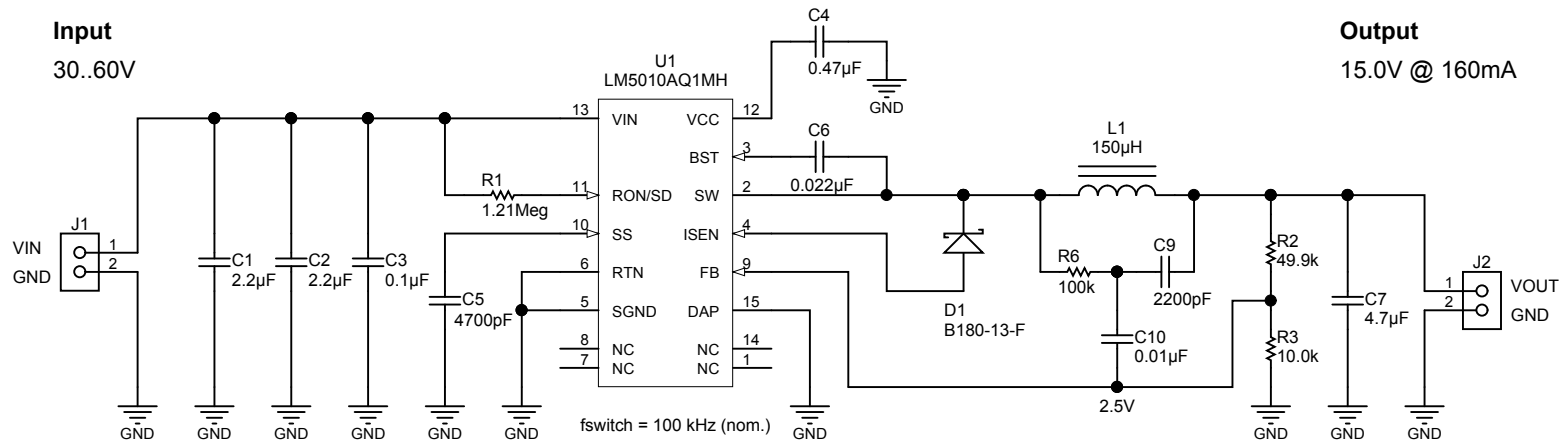 Input
30..60V
Output
15.0V @ 160mA
U1
LM5010AQ1MH
C4
0.47µF
GND
13 VIN VCC 12
BST 3
C6
0.022µF
R1
1.21Meg
11 RON/SD SW 2
10 SS ISEN 4
6 RTN FB 9
5 SGND DAP 15
8 NC NC 14
7 NC NC 1
L1
150µH
J1
VIN 1
GND 2
C1
2.2µF
C2
2.2µF
C3
0.1µF
C5
4700pF
D1
B180-13-F
R6
100k
C9
2200pF
C10
0.01µF
2.5V
R2
49.9k
R3
10.0k
C7
4.7µF
J2
1 VOUT
2 GND
fswitch = 100 kHz (nom.)
GND GND GND GND GND GND GND GND GND GND